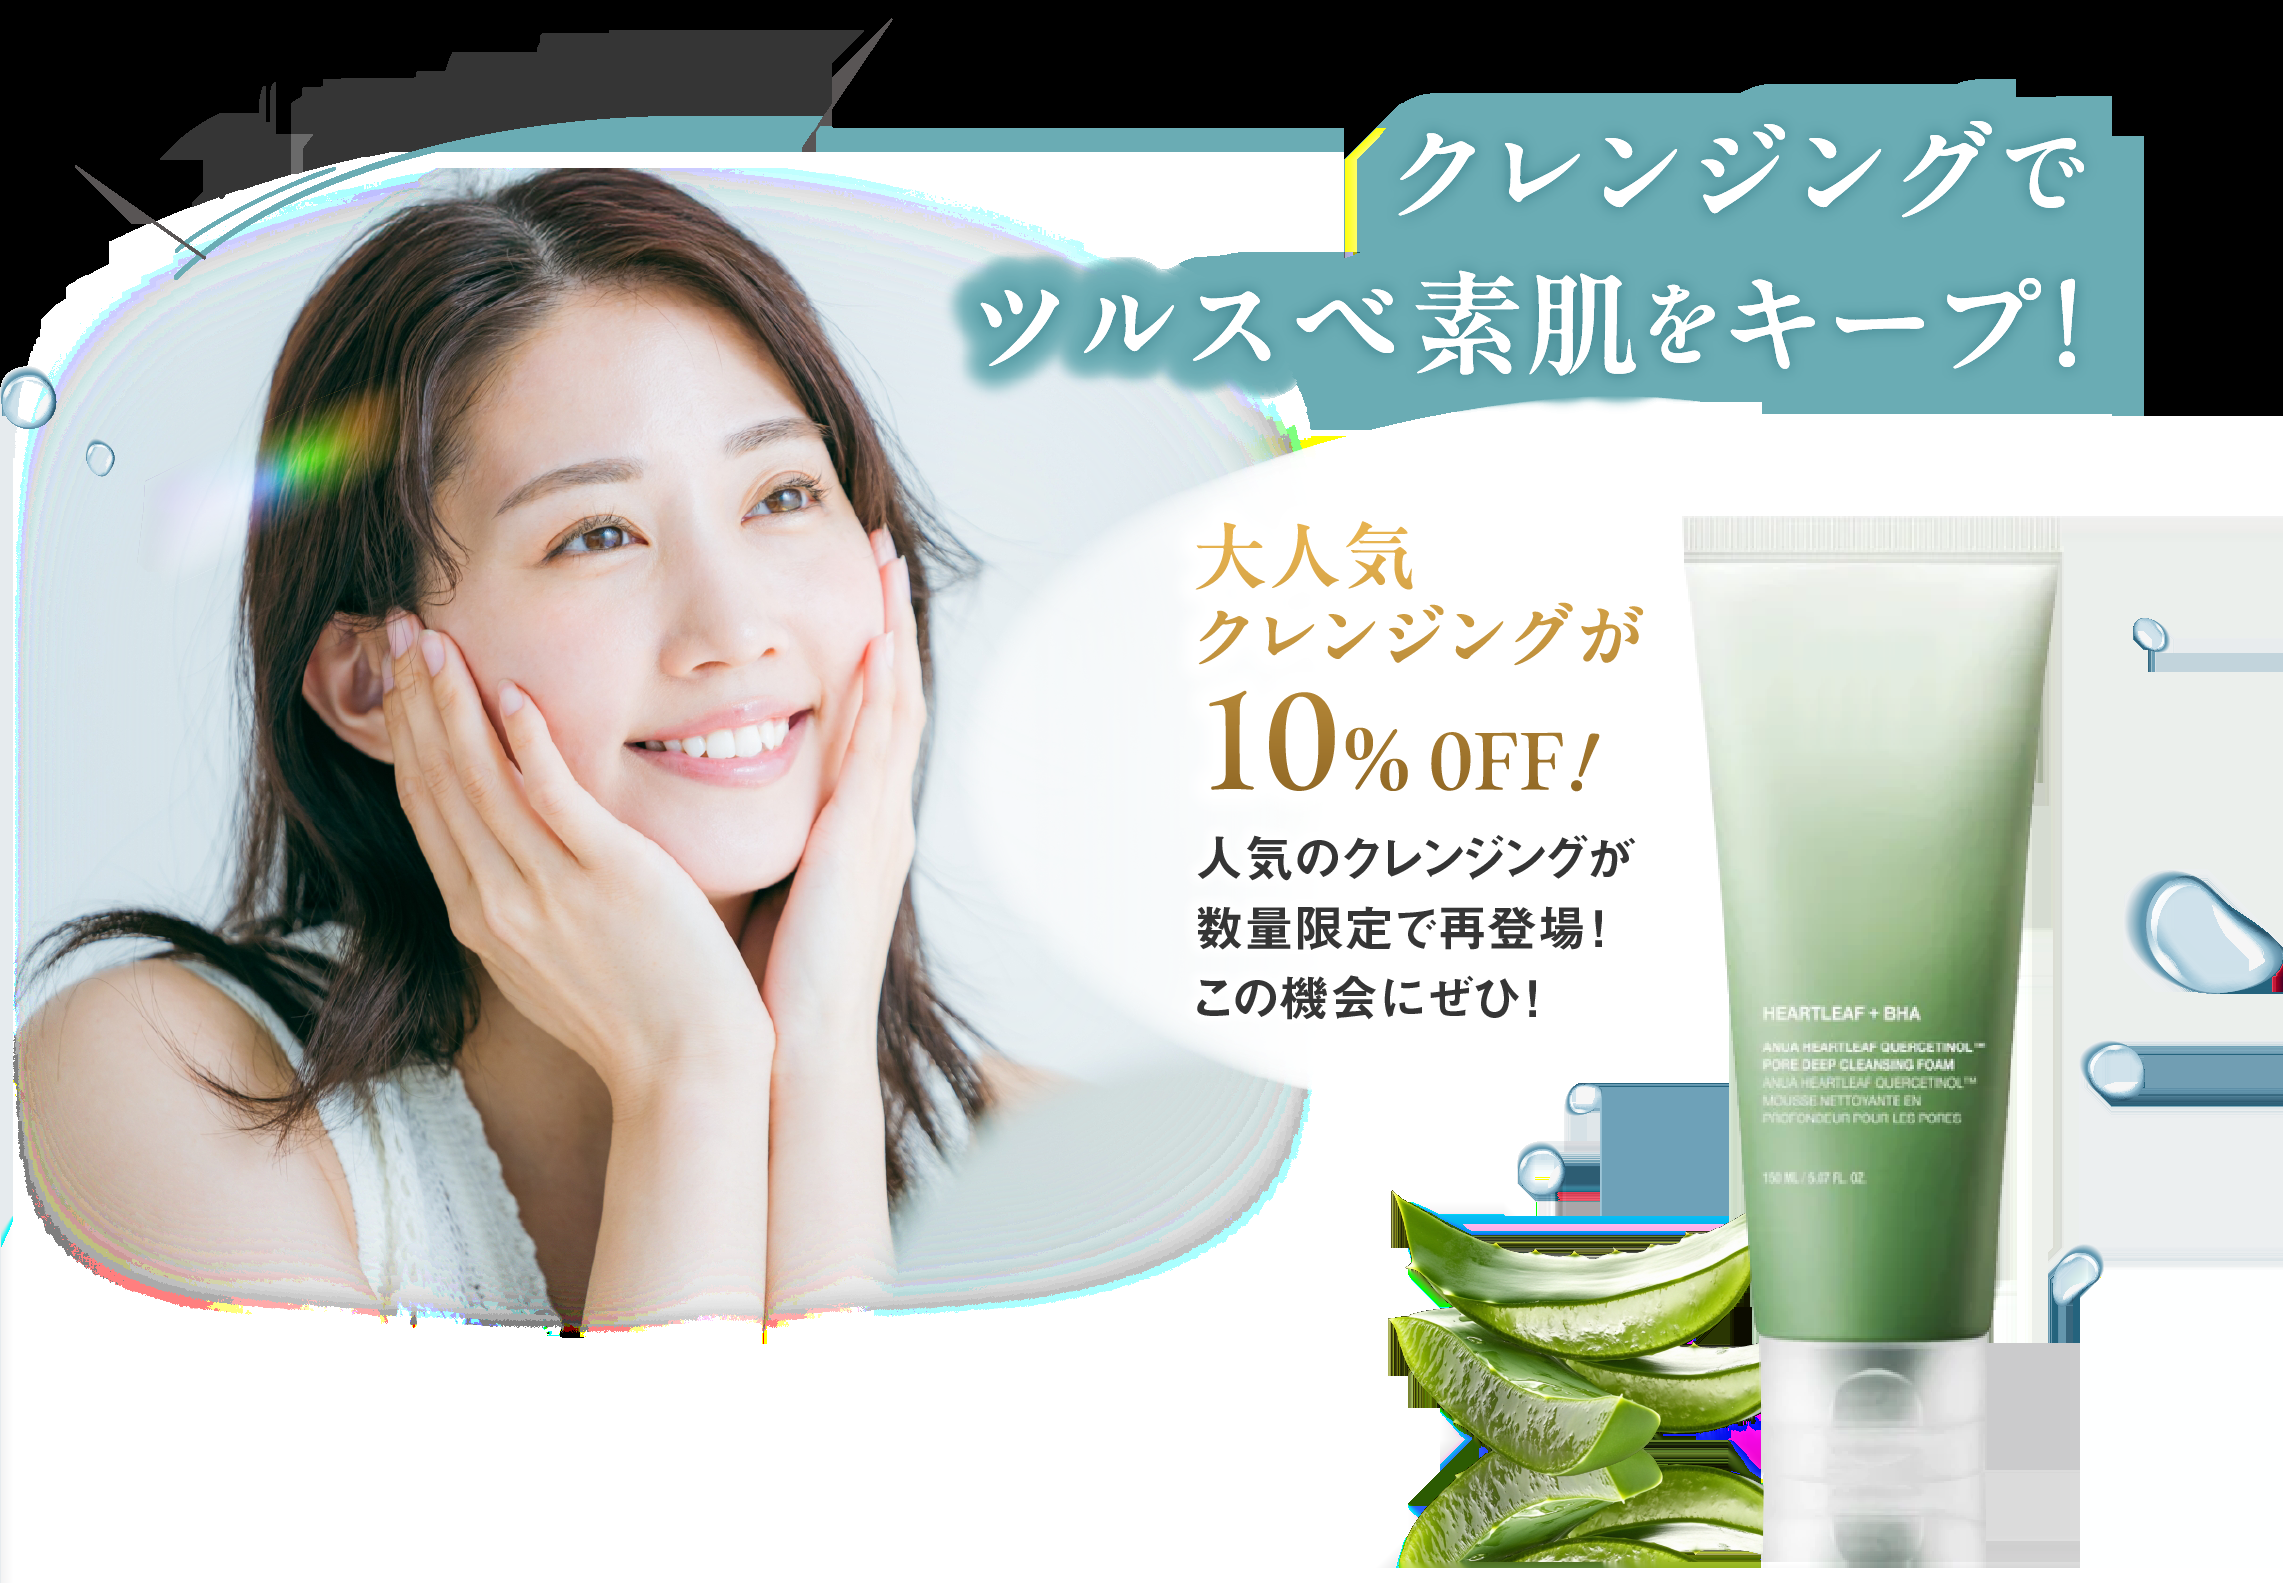 クレンジングで
ツルスベ素肌をキープ！
大人気
クレンジングが
10% OFF！
人気のクレンジングが
数量限定で再登場！
この機会にぜひ！
HEARTLEAF + BHA
ANUA HEARTLEAF QUERCETINOL™
PORE DEEP CLEANSING FOAM
ANUA HEARTLEAF QUERCETINOL™
MOUSSE NETTOYANTE EN
PROFONDEUR POUR LES PORES
150 ML / 5.07 FL. OZ.